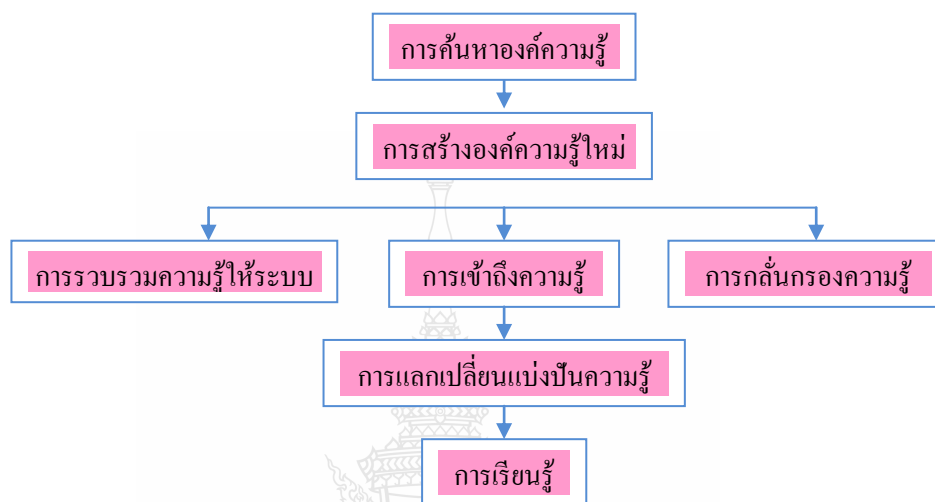 การค้นหาองค์ความรู้
การสร้างองค์ความรู้ใหม่
การรวบรวมความรู้ให้ระบบ
การเข้าถึงความรู้
การกลั่นกรองความรู้
การแลกเปลี่ยนแบ่งปันความรู้
การเรียนรู้